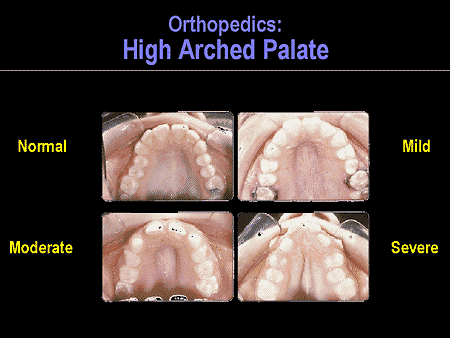 Orthopedics:
High Arched Palate
Normal
Mild
Moderate
Severe